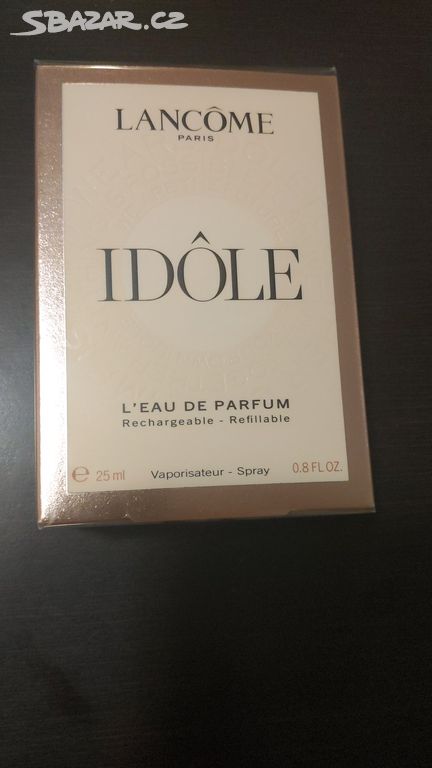 SBAZAR.CZ
LANCÔME
PARIS
IDÔLE
L'EAU DE PARFUM
Rechargeable - Refillable
e 25 ml Vaporisateur - Spray 0.8 FL OZ.